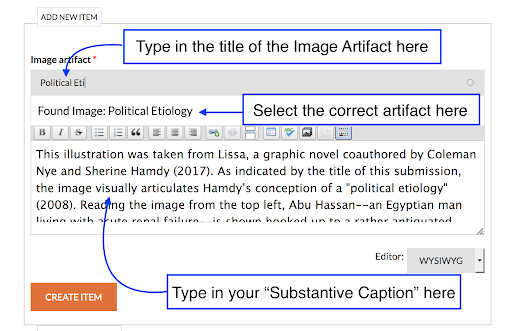 ADD NEW ITEM
Type in the title of the Image Artifact here
Image artifact *
Political Eti
Found Image: Political Etiology
Select the correct artifact here
B I S
This illustration was taken from Lissa, a graphic novel coauthored by Coleman
Nye and Sherine Hamdy (2017). As indicated by the title of this submission,
the image visually articulates Hamdy's conception of a "political etiology"
(2008). Reading the image from the top left, Abu Hassan--an Egyptian man
living with acute renal failure--is shown hooked up to a rather antiquated
Editor: WYSIWYG
Type in your “Substantive Caption” here
CREATE ITEM